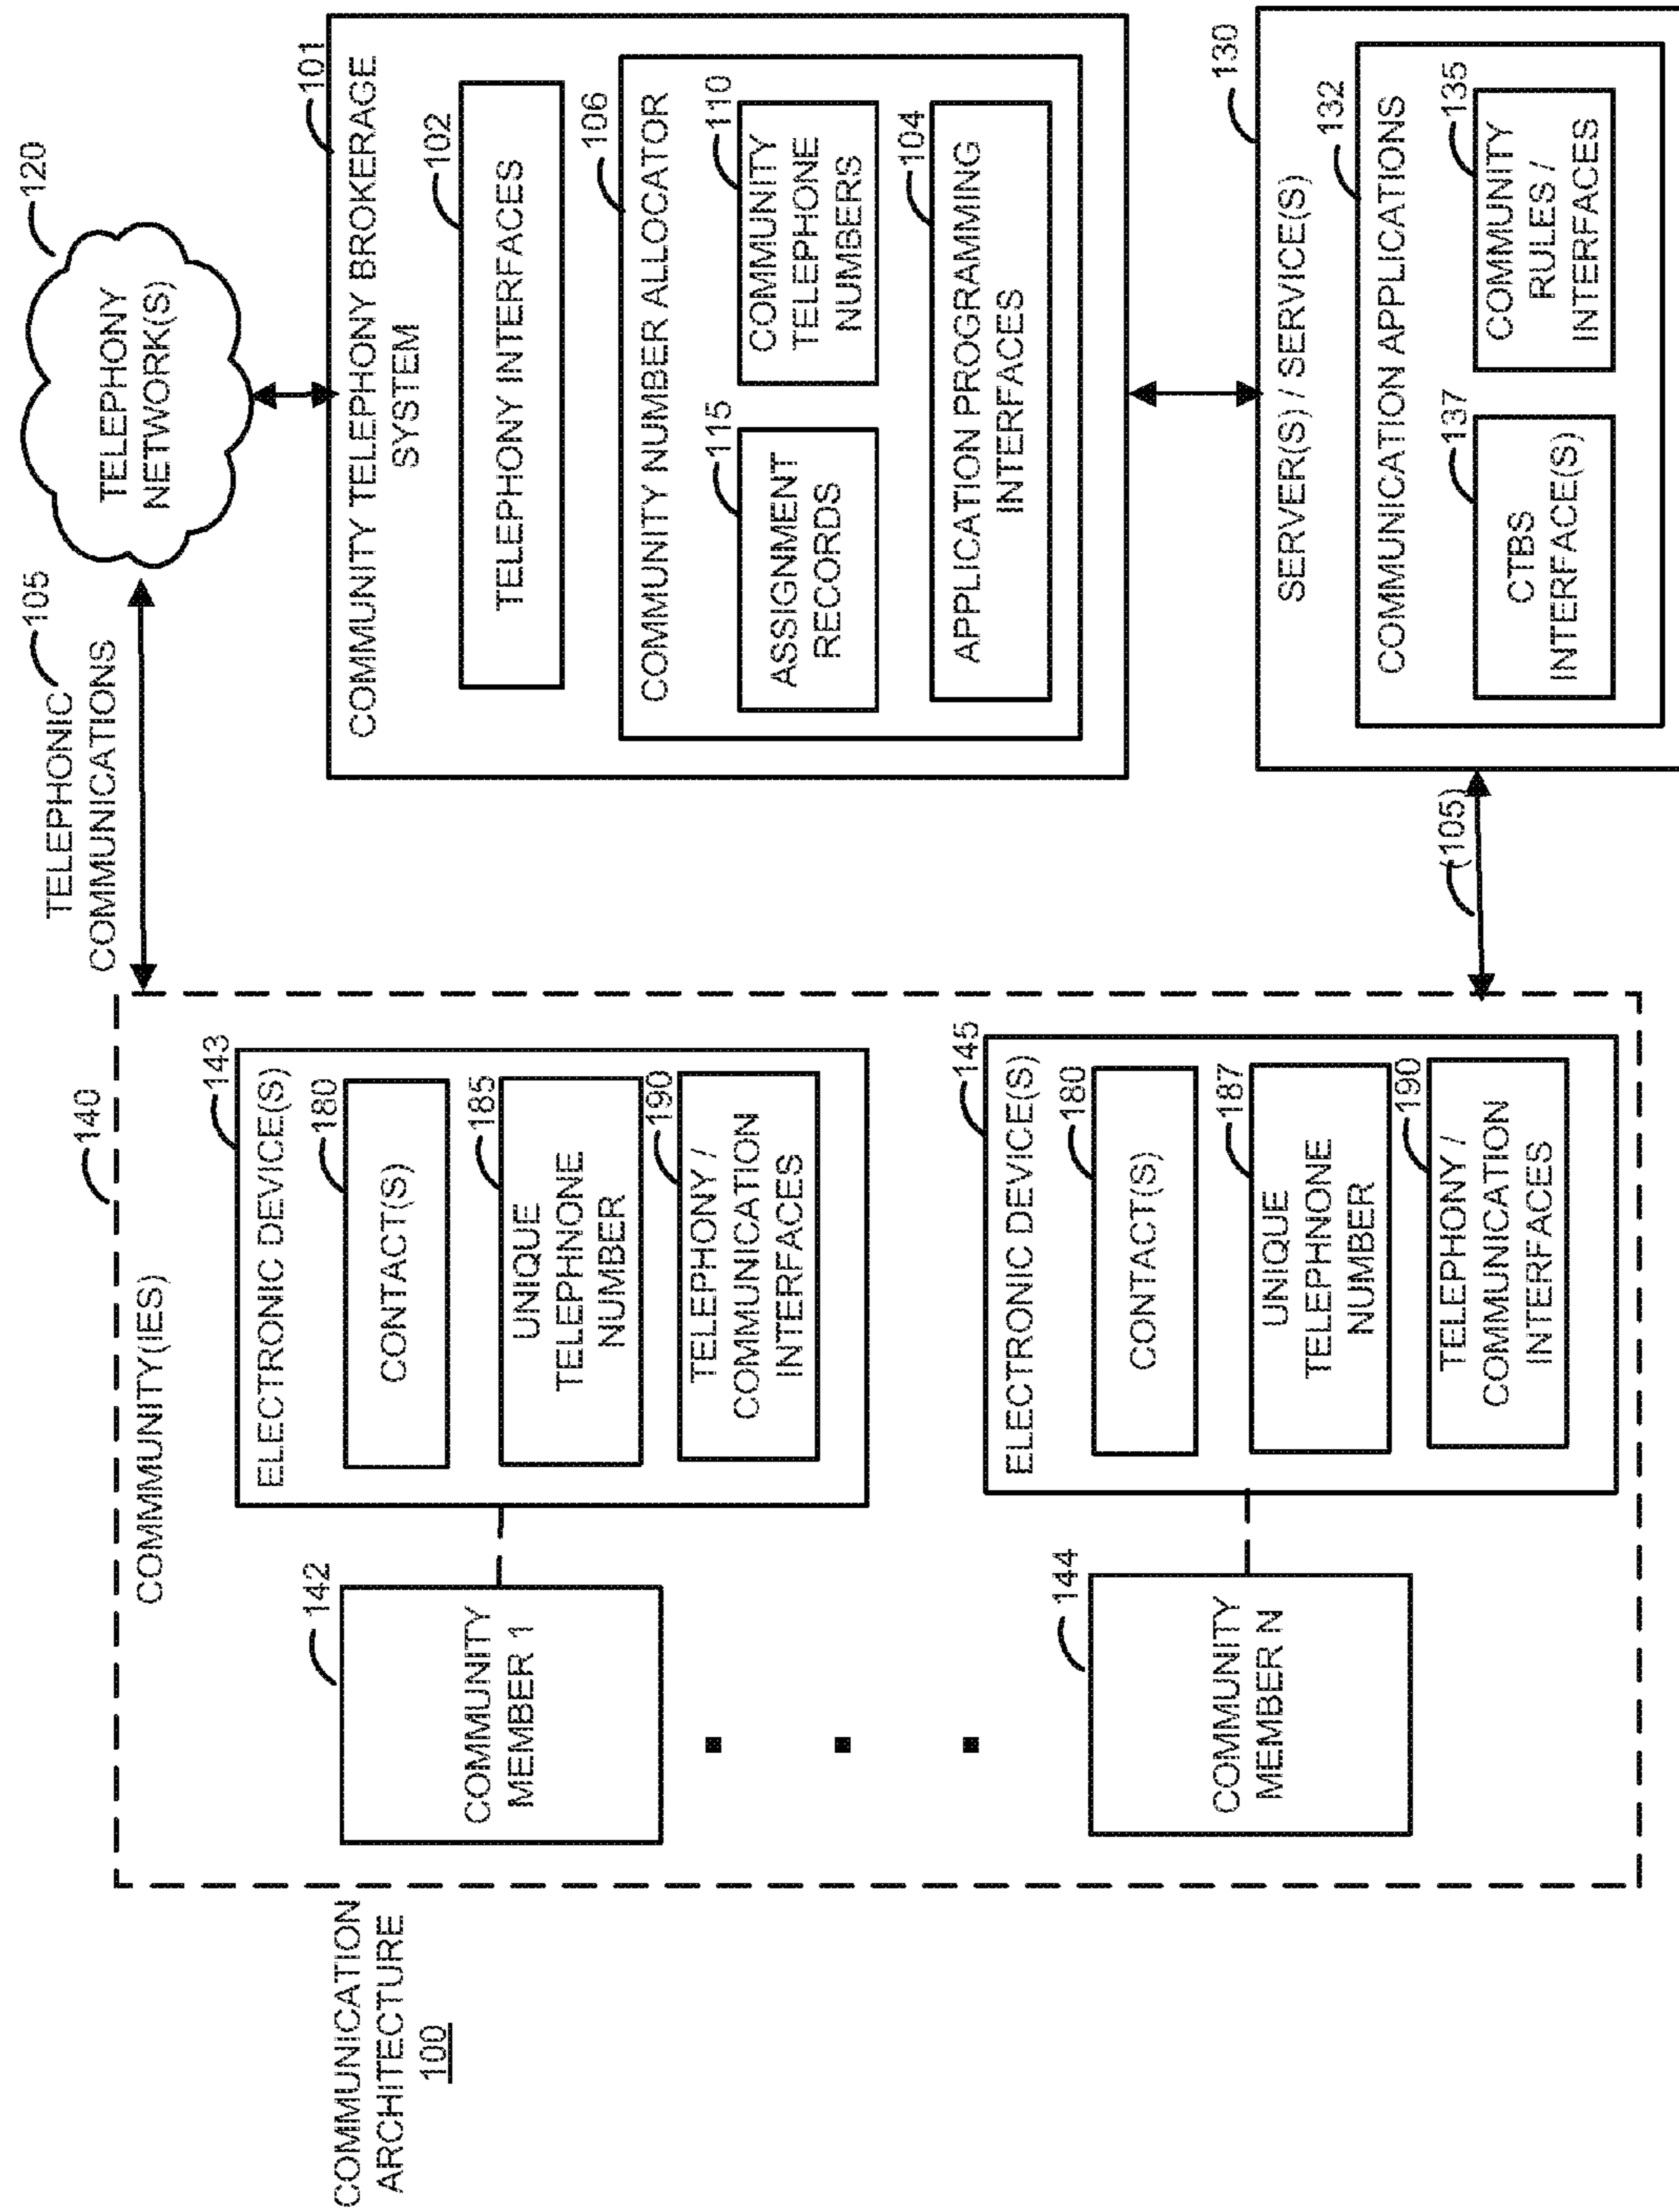 COMMUNICATION
ARCHITECTURE
100
COMMUNITY(IES)
140
COMMUNITY
MEMBER 1
142
ELECTRONIC DEVICE(S)
143
CONTACT(S)
180
UNIQUE
TELEPHNONE
NUMBER
185
TELEPHONY /
COMMUNICATION
INTERFACES
190
COMMUNITY
MEMBER N
144
ELECTRONIC DEVICE(S)
145
CONTACT(S)
180
UNIQUE
TELEPHNONE
NUMBER
187
TELEPHONY /
COMMUNICATION
INTERFACES
190
TELEPHONIC
COMMUNICATIONS
105
TELEPHONY
NETWORK(S)
120
COMMUNITY TELEPHONY BROKERAGE
SYSTEM
101
TELEPHONY INTERFACES
102
COMMUNITY NUMBER ALLOCATOR
106
ASSIGNMENT
RECORDS
115
COMMUNITY
TELEPHONE
NUMBERS
110
APPLICATION PROGRAMING
INTERFACES
104
(105)
SERVER(S) / SERVICE(S)
130
COMMUNICATION APPLICATIONS
132
CTBS
INTERFACE(S)
137
COMMUNITY
RULES /
INTERFACES
135